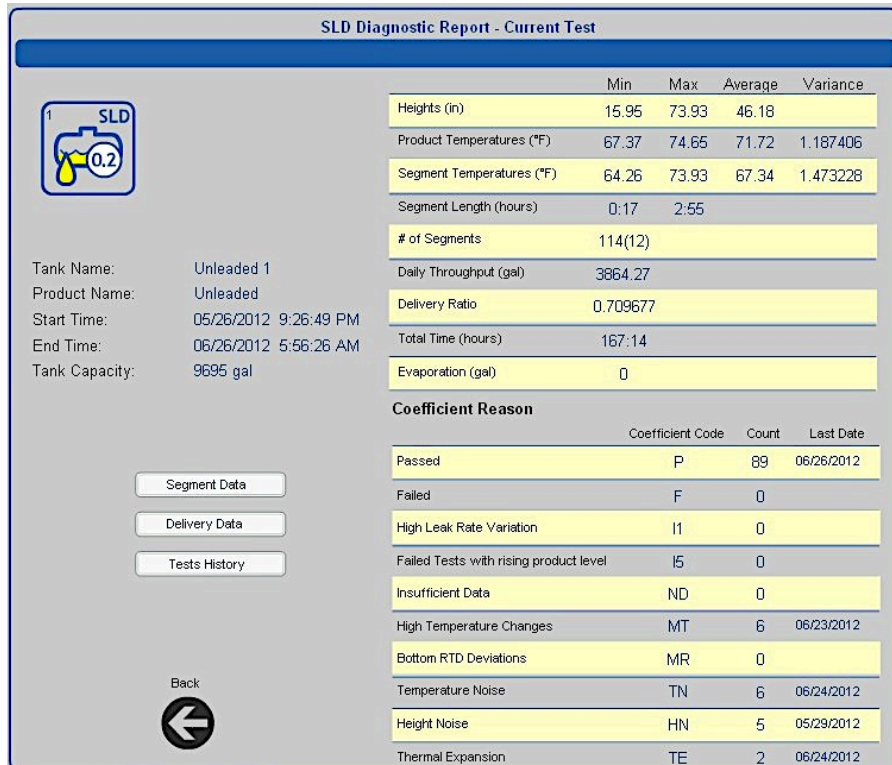 SLD Diagnostic Report - Current Test
1 SLD
0.2
Tank Name: Unleaded 1
Product Name: Unleaded
Start Time: 05/26/2012 9:26:49 PM
End Time: 06/26/2012 5:56:26 AM
Tank Capacity: 9695 gal
Segment Data
Delivery Data
Tests History
Back
Min Max Average Variance
Heights (in) 15.95 73.93 46.18
Product Temperatures (°F) 67.37 74.65 71.72 1.187406
Segment Temperatures (°F) 64.26 73.93 67.34 1.473228
Segment Length (hours) 0:17 2:55
# of Segments 114(12)
Daily Throughput (gal) 3864.27
Delivery Ratio 0.709677
Total Time (hours) 167:14
Evaporation (gal) 0
Coefficient Reason
Coefficient Code Count Last Date
Passed P 89 06/26/2012
Failed F 0
High Leak Rate Variation I1 0
Failed Tests with rising product level I5 0
Insufficient Data ND 0
High Temperature Changes MT 6 06/23/2012
Bottom RTD Deviations MR 0
Temperature Noise TN 6 06/24/2012
Height Noise HN 5 05/29/2012
Thermal Expansion TE 2 06/24/2012